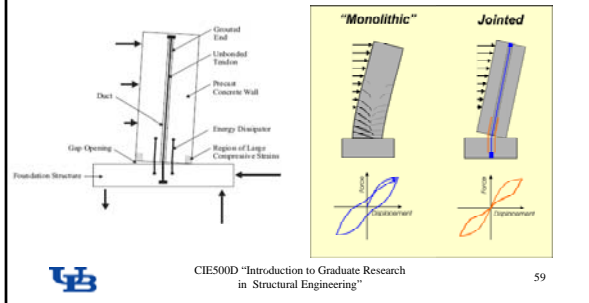 Grouted
End
Unbonded
Tendon
Precast
Concrete Wall
Duct
Energy Dissipator
Gap Opening
Region of Large
Compressive Strains
Foundation Structure
"Monolithic"
Jointed
Force
Displacement
Force
Displacement
UB
CIE500D "Introduction to Graduate Research
in Structural Engineering"
59